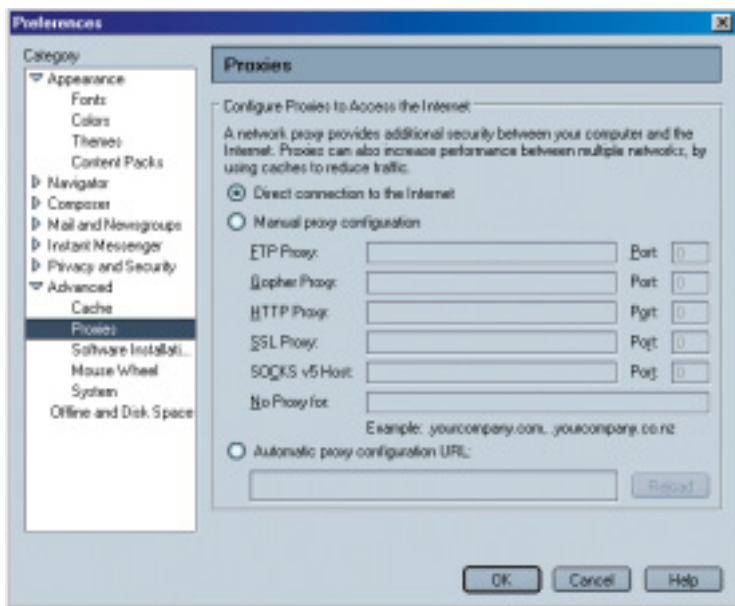 Preferences
Category
Appearance
Fonts
Colors
Themes
Content Packs
Navigator
Composer
Mail and Newsgroups
Instant Messenger
Privacy and Security
Advanced
Cache
Proxies
Software Installati...
Mouse Wheel
System
Offline and Disk Space
Proxies
Configure Proxies to Access the Internet
A network proxy provides additional security between your computer and the
Internet. Proxies can also increase performance between multiple networks, by
using caches to reduce traffic.
Direct connection to the Internet
Manual proxy configuration
FTP Proxy: Port: 0
Gopher Proxy: Port: 0
HTTP Proxy: Port: 0
SSL Proxy: Port: 0
SOCKS v5 Host: Port: 0
No Proxy for:
Example: .yourcompany.com, .yourcompany.co.nz
Automatic proxy configuration URL:
Reload
OK Cancel Help